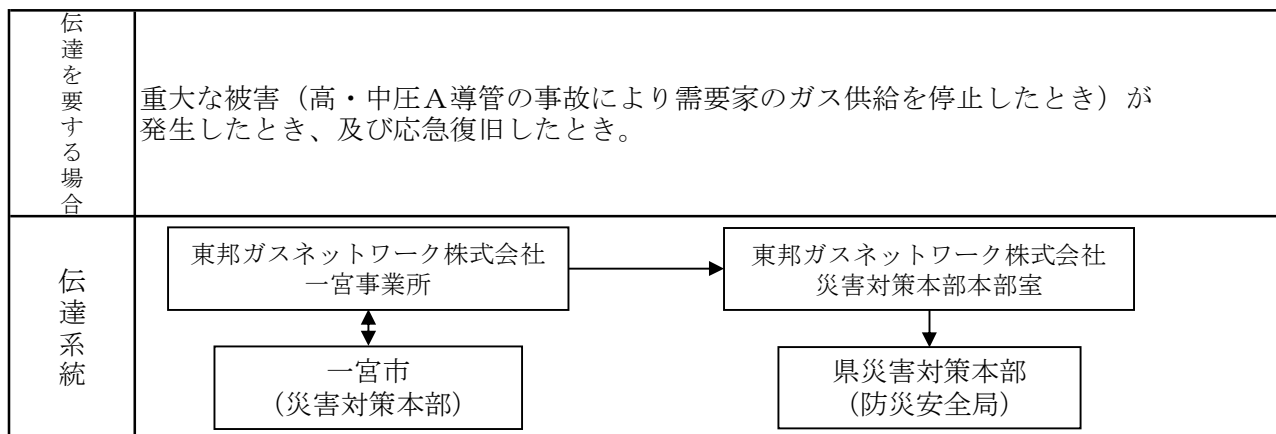 伝達を要する場合
重大な被害（高・中圧Ａ導管の事故により需要家のガス供給を停止したとき）が
発生したとき、及び応急復旧したとき。
伝達系統
東邦ガスネットワーク株式会社
一宮事業所
東邦ガスネットワーク株式会社
災害対策本部本部室
一宮市
（災害対策本部）
県災害対策本部
（防災安全局）